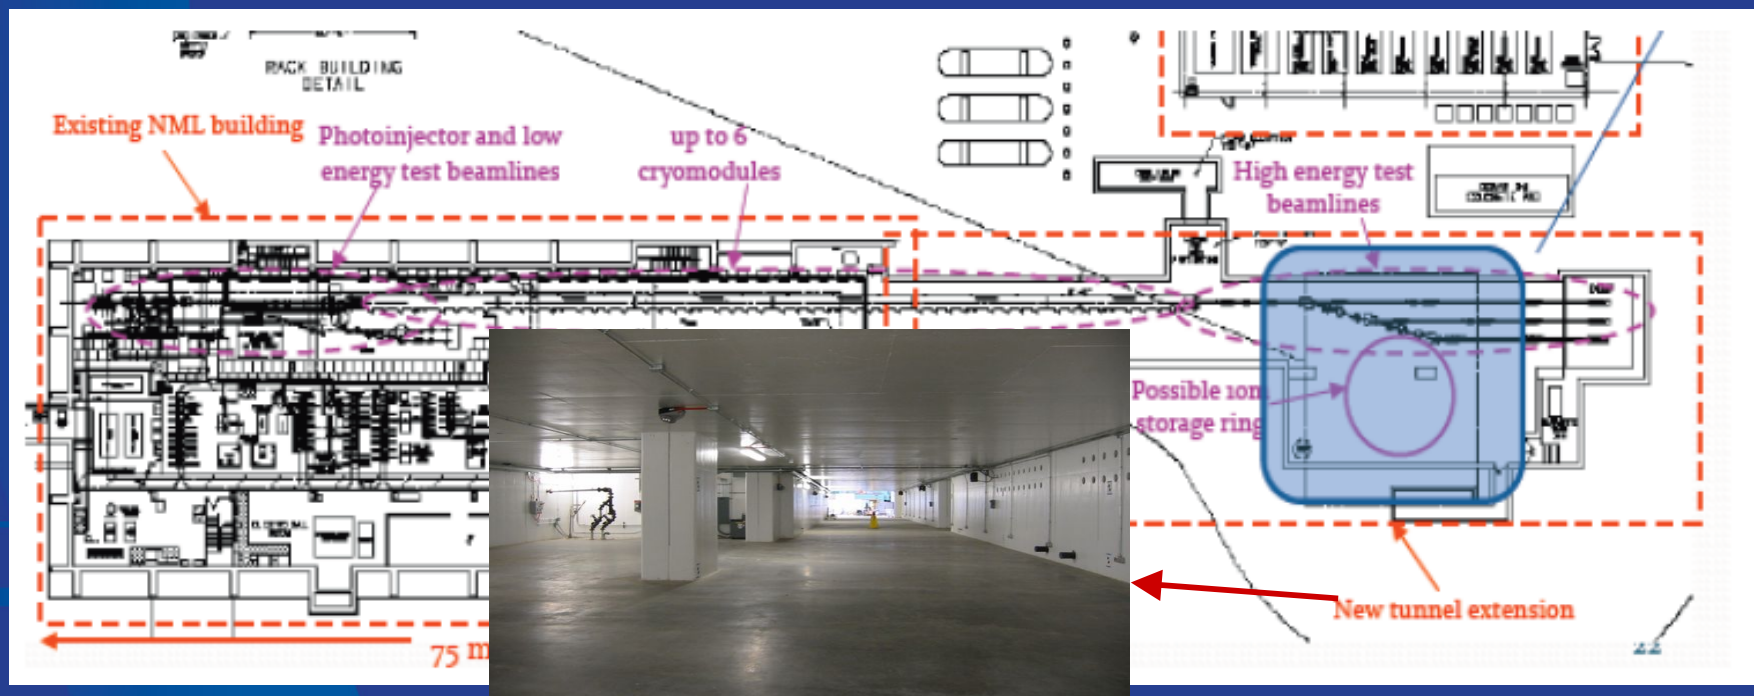 RACK BUILDING
DETAIL
Existing NML building
Photoinjector and low
energy test beamlines
up to 6
cryomodules
High energy test
beamlines
Possible 10m
storage ring
New tunnel extension
75 m
22